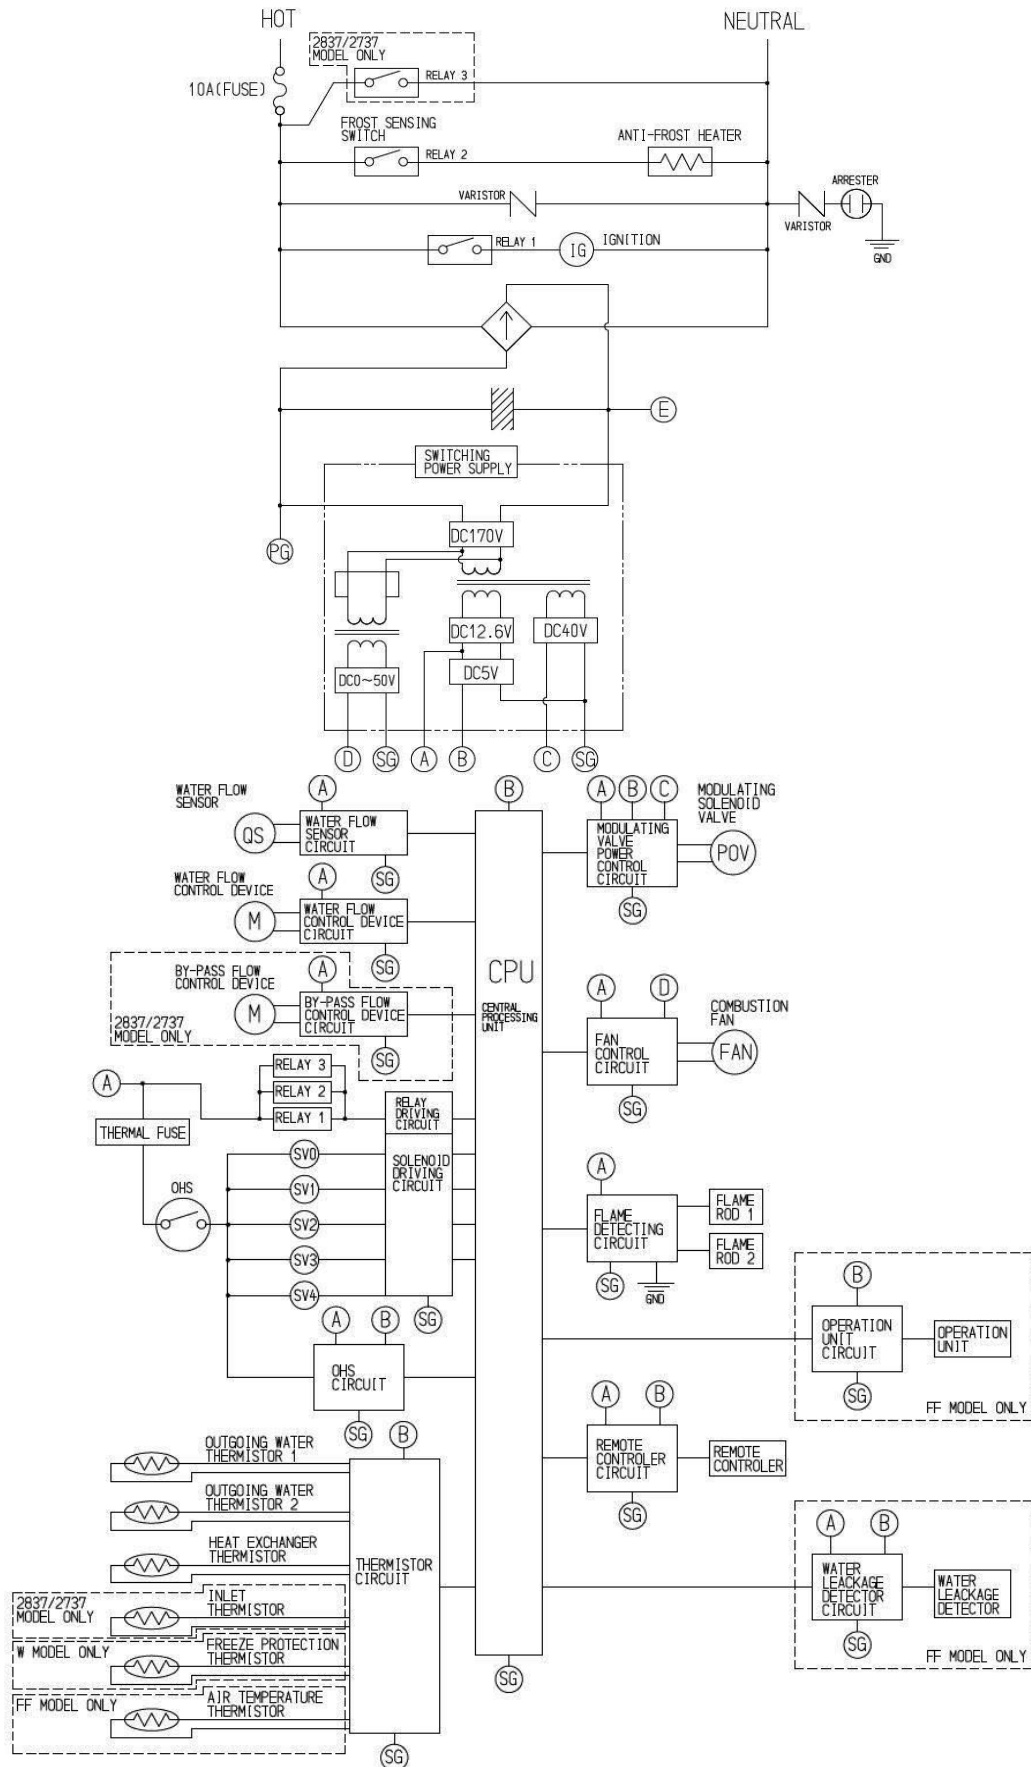 HOT
NEUTRAL
2837/2737
MODEL ONLY
RELAY 3
10A(FUSE)
FROST SENSING
SWITCH
RELAY 2
ANTI-FROST HEATER
VARISTOR
ARRESTER
VARISTOR
GND
RELAY 1
IG
IGNITION
E
SWITCHING
POWER SUPPLY
PG
DC170V
DC12.6V
DC40V
DC5V
DC0~50V
D
SG
A
B
C
SG
WATER FLOW
SENSOR
QS
A
WATER FLOW
SENSOR
CIRCUIT
SG
WATER FLOW
CONTROL DEVICE
M
A
WATER FLOW
CONTROL DEVICE
CIRCUIT
SG
BY-PASS FLOW
CONTROL DEVICE
M
A
BY-PASS FLOW
CONTROL DEVICE
CIRCUIT
SG
2837/2737
MODEL ONLY
B
CPU
CENTRAL
PROCESSING
UNIT
SG
A
B
C
MODULATING
VALVE
POWER
CONTROL
CIRCUIT
SG
MODULATING
SOLENOID
VALVE
POV
A
D
FAN
CONTROL
CIRCUIT
SG
COMBUSTION
FAN
FAN
A
THERMAL FUSE
RELAY 3
RELAY 2
RELAY 1
RELAY
DRIVING
CIRCUIT
SOLENOID
DRIVING
CIRCUIT
SG
OHS
SV0
SV1
SV2
SV3
SV4
A
B
OHS
CIRCUIT
SG
A
FLAME
DETECTING
CIRCUIT
SG
GND
FLAME
ROD 1
FLAME
ROD 2
B
OPERATION
UNIT
CIRCUIT
SG
OPERATION
UNIT
FF MODEL ONLY
A
B
REMOTE
CONTROLER
CIRCUIT
SG
REMOTE
CONTROLER
A
B
WATER
LEACKAGE
DETECTOR
CIRCUIT
SG
WATER
LEACKAGE
DETECTOR
FF MODEL ONLY
OUTGOING WATER
THERMISTOR 1
OUTGOING WATER
THERMISTOR 2
HEAT EXCHANGER
THERMISTOR
2837/2737
MODEL ONLY
INLET
THERMISTOR
W MODEL ONLY
FREEZE PROTECTION
THERMISTOR
FF MODEL ONLY
AIR TEMPERATURE
THERMISTOR
B
THERMISTOR
CIRCUIT
SG